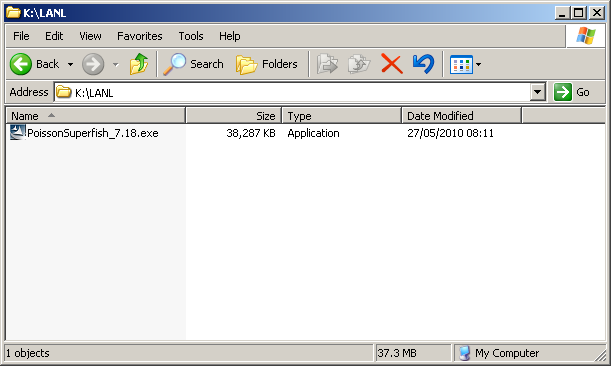 K:\LANL
File Edit View Favorites Tools Help
Back Search Folders
Address K:\LANL Go
Name Size Type Date Modified
PoissonSuperfish_7.18.exe 38,287 KB Application 27/05/2010 08:11
1 objects 37.3 MB My Computer